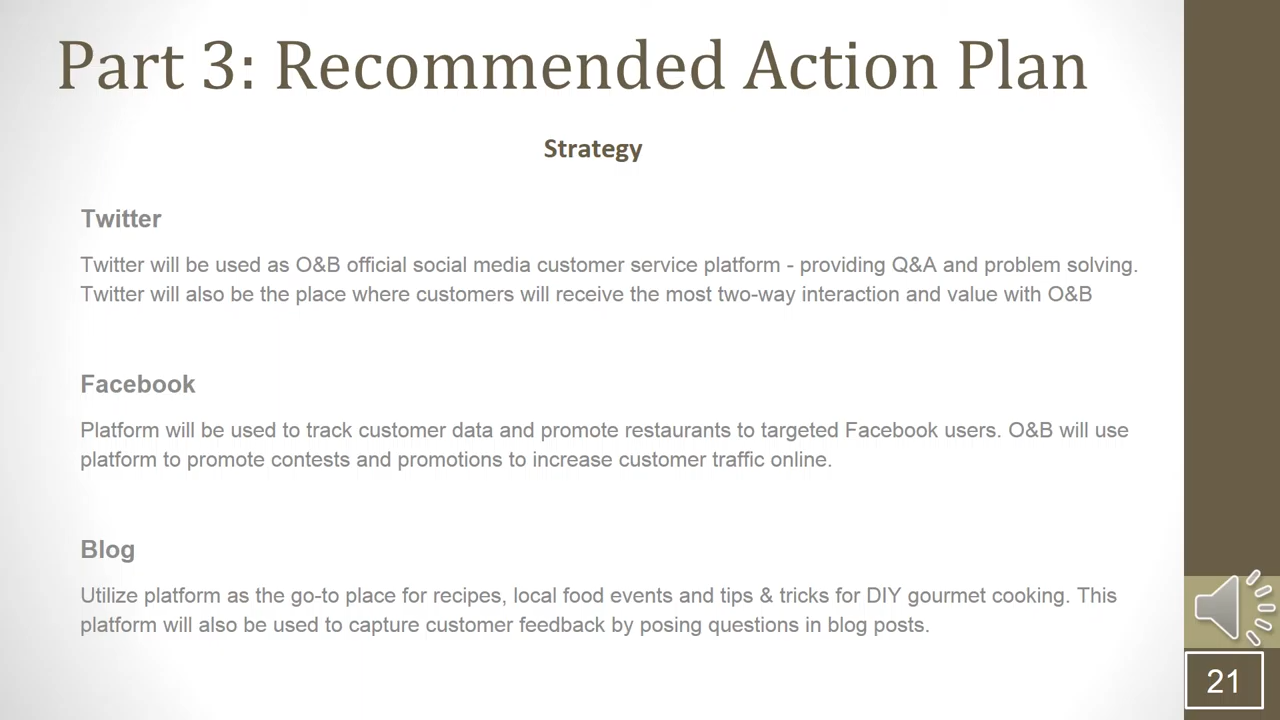 Part 3: Recommended Action Plan
Strategy
Twitter
Twitter will be used as O&B official social media customer service platform - providing Q&A and problem solving.
Twitter will also be the place where customers will receive the most two-way interaction and value with O&B
Facebook
Platform will be used to track customer data and promote restaurants to targeted Facebook users. O&B will use
platform to promote contests and promotions to increase customer traffic online.
Blog
Utilize platform as the go-to place for recipes, local food events and tips & tricks for DIY gourmet cooking. This
platform will also be used to capture customer feedback by posing questions in blog posts.
21